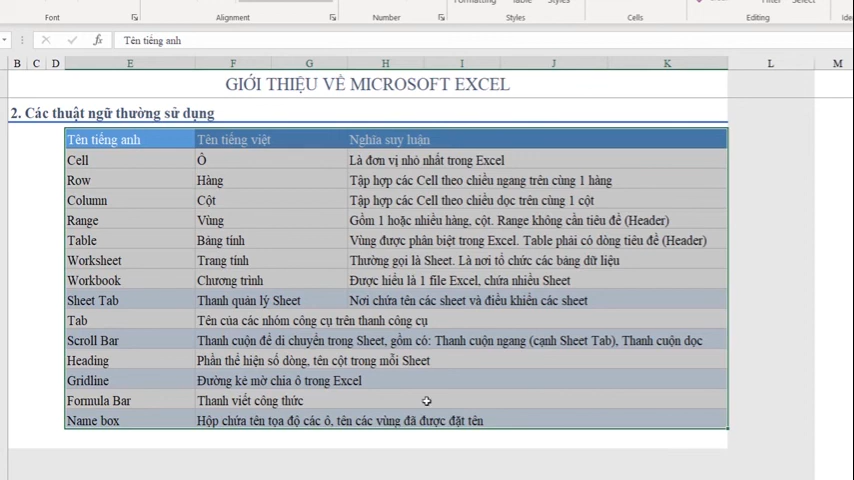 Font Alignment Number Styles Cells Editing
Tên tiếng anh
B C D E F G H I J K L M
GIỚI THIỆU VỀ MICROSOFT EXCEL
2. Các thuật ngữ thường sử dụng
Tên tiếng anh Tên tiếng việt Nghĩa suy luận
Cell Ô Là đơn vị nhỏ nhất trong Excel
Row Hàng Tập hợp các Cell theo chiều ngang trên cùng 1 hàng
Column Cột Tập hợp các Cell theo chiều dọc trên cùng 1 cột
Range Vùng Gồm 1 hoặc nhiều hàng, cột. Range không cần tiêu đề (Header)
Table Bảng tính Vùng được phân biệt trong Excel. Table phải có dòng tiêu đề (Header)
Worksheet Trang tính Thường gọi là Sheet. Là nơi tổ chức các bảng dữ liệu
Workbook Chương trình Được hiểu là 1 file Excel, chứa nhiều Sheet
Sheet Tab Thanh quản lý Sheet Nơi chứa tên các sheet và điều khiển các sheet
Tab Tên của các nhóm công cụ trên thanh công cụ
Scroll Bar Thanh cuộn để di chuyển trong Sheet, gồm có: Thanh cuộn ngang (cạnh Sheet Tab), Thanh cuộn dọc
Heading Phần thể hiện số dòng, tên cột trong mỗi Sheet
Gridline Đường kẻ mờ chia ô trong Excel
Formula Bar Thanh viết công thức
Name box Hộp chứa tên tọa độ các ô, tên các vùng đã được đặt tên